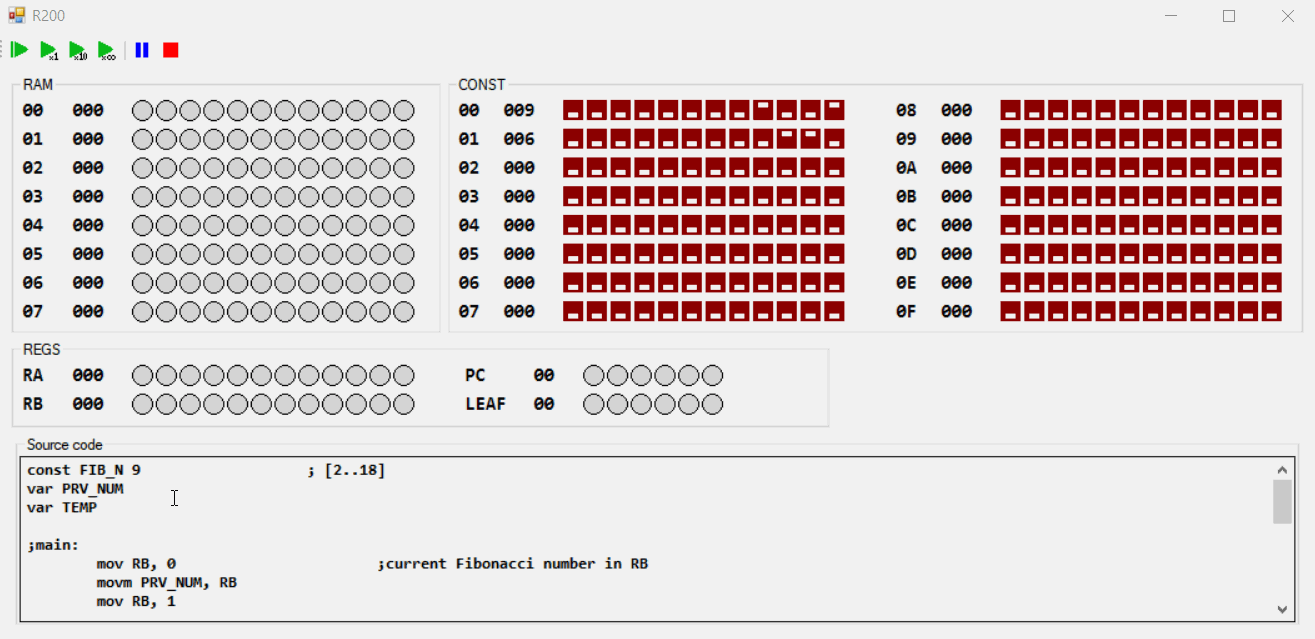 R200
x1 x10 x∞
RAM
00 000
01 000
02 000
03 000
04 000
05 000
06 000
07 000
CONST
00 009
01 006
02 000
03 000
04 000
05 000
06 000
07 000
08 000
09 000
0A 000
0B 000
0C 000
0D 000
0E 000
0F 000
REGS
RA 000
RB 000
PC 00
LEAF 00
Source code
const FIB_N 9 ; [2..18]
var PRV_NUM
var TEMP
;main:
mov RB, 0 ;current Fibonacci number in RB
movm PRV_NUM, RB
mov RB, 1